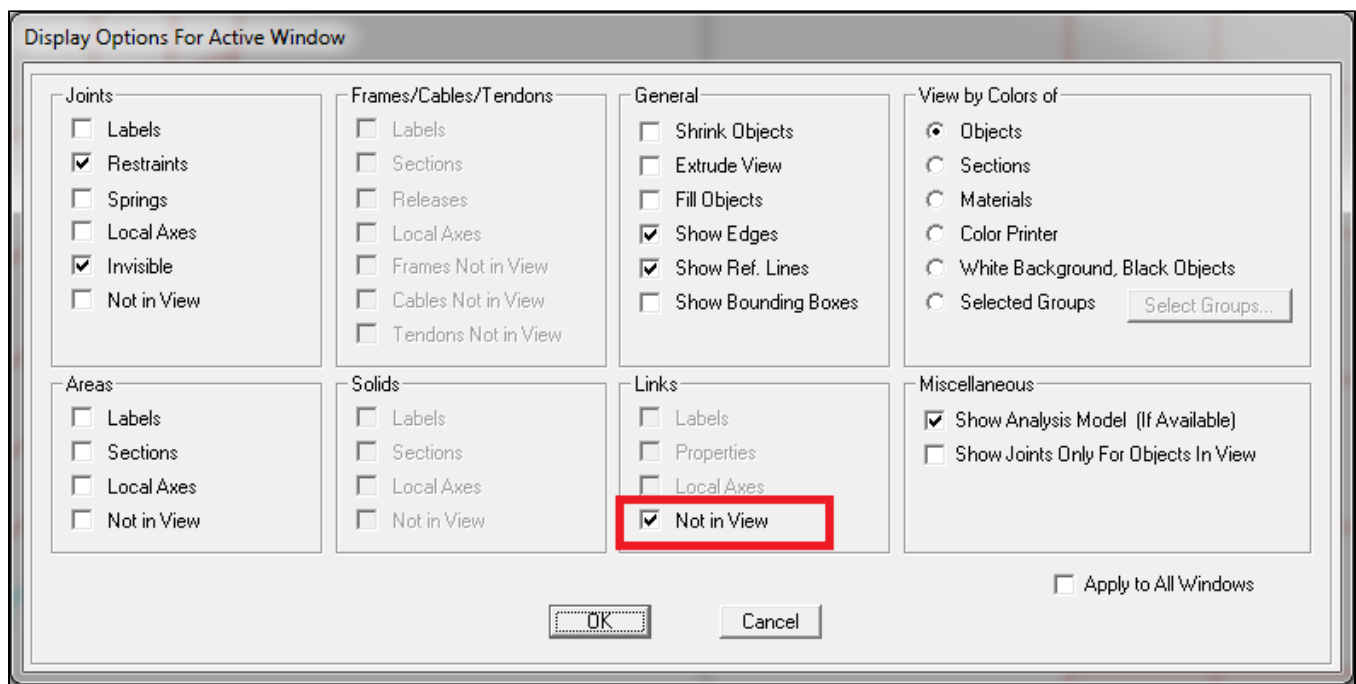 Display Options For Active Window
Joints
Labels
Restraints
Springs
Local Axes
Invisible
Not in View
Frames/Cables/Tendons
Labels
Sections
Releases
Local Axes
Frames Not in View
Cables Not in View
Tendons Not in View
General
Shrink Objects
Extrude View
Fill Objects
Show Edges
Show Ref. Lines
Show Bounding Boxes
View by Colors of
Objects
Sections
Materials
Color Printer
White Background, Black Objects
Selected Groups
Select Groups...
Areas
Labels
Sections
Local Axes
Not in View
Solids
Labels
Sections
Local Axes
Not in View
Links
Labels
Properties
Local Axes
Not in View
Miscellaneous
Show Analysis Model (If Available)
Show Joints Only For Objects In View
Apply to All Windows
OK
Cancel